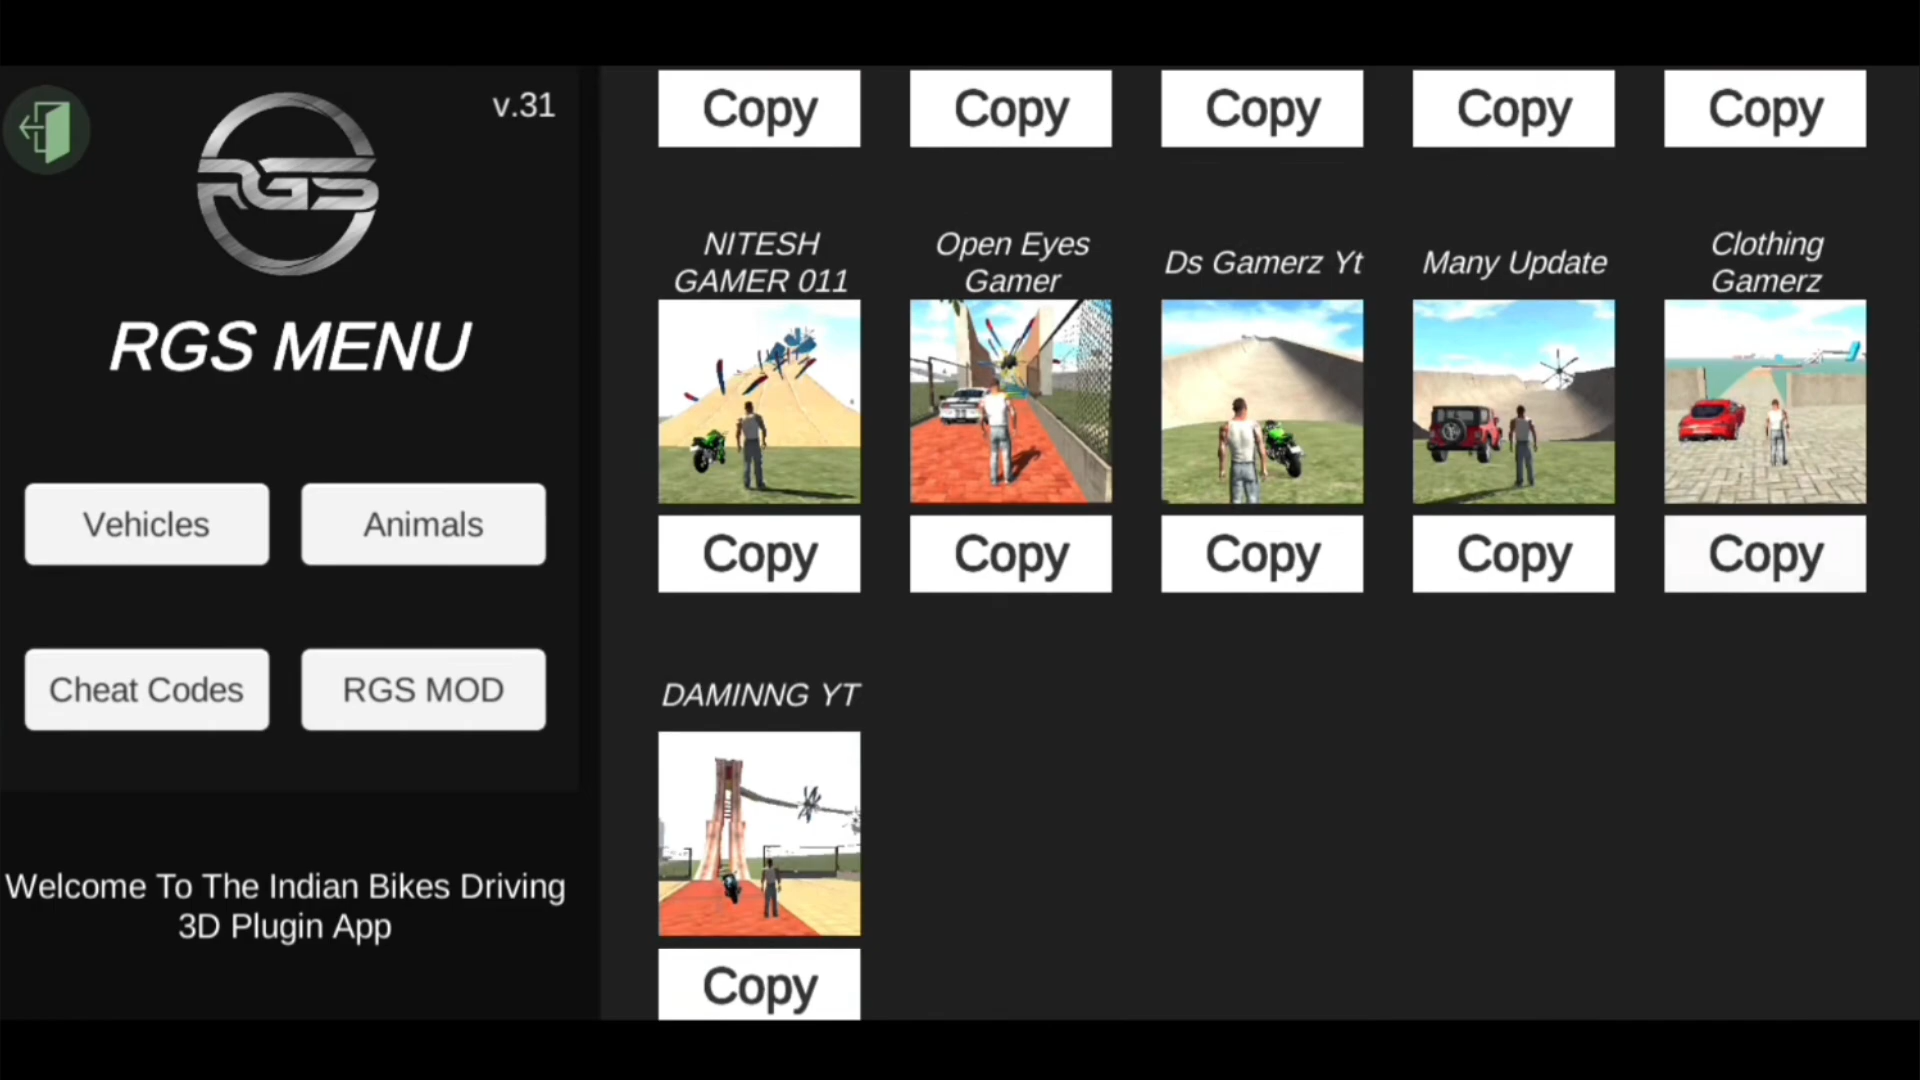 v.31
RGS
RGS MENU
Vehicles
Animals
Cheat Codes
RGS MOD
Welcome To The Indian Bikes Driving
3D Plugin App
Copy
Copy
Copy
Copy
Copy
NITESH
GAMER 011
Open Eyes
Gamer
Ds Gamerz Yt
Many Update
Clothing
Gamerz
Copy
Copy
Copy
Copy
Copy
DAMINNG YT
Copy